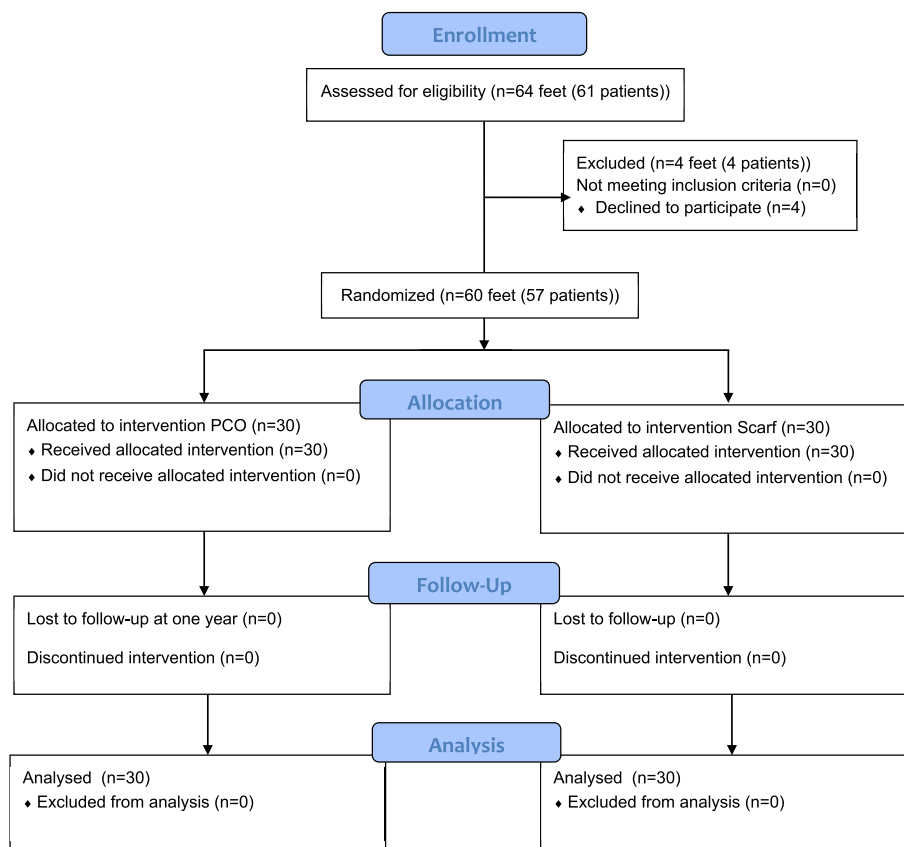 Enrollment
Assessed for eligibility (n=64 feet (61 patients))
Excluded (n=4 feet (4 patients))
Not meeting inclusion criteria (n=0)
♦ Declined to participate (n=4)
Randomized (n=60 feet (57 patients))
Allocation
Allocated to intervention PCO (n=30)
♦ Received allocated intervention (n=30)
♦ Did not receive allocated intervention (n=0)
Allocated to intervention Scarf (n=30)
♦ Received allocated intervention (n=30)
♦ Did not receive allocated intervention (n=0)
Follow-Up
Lost to follow-up at one year (n=0)
Discontinued intervention (n=0)
Lost to follow-up (n=0)
Discontinued intervention (n=0)
Analysis
Analysed (n=30)
♦ Excluded from analysis (n=0)
Analysed (n=30)
♦ Excluded from analysis (n=0)